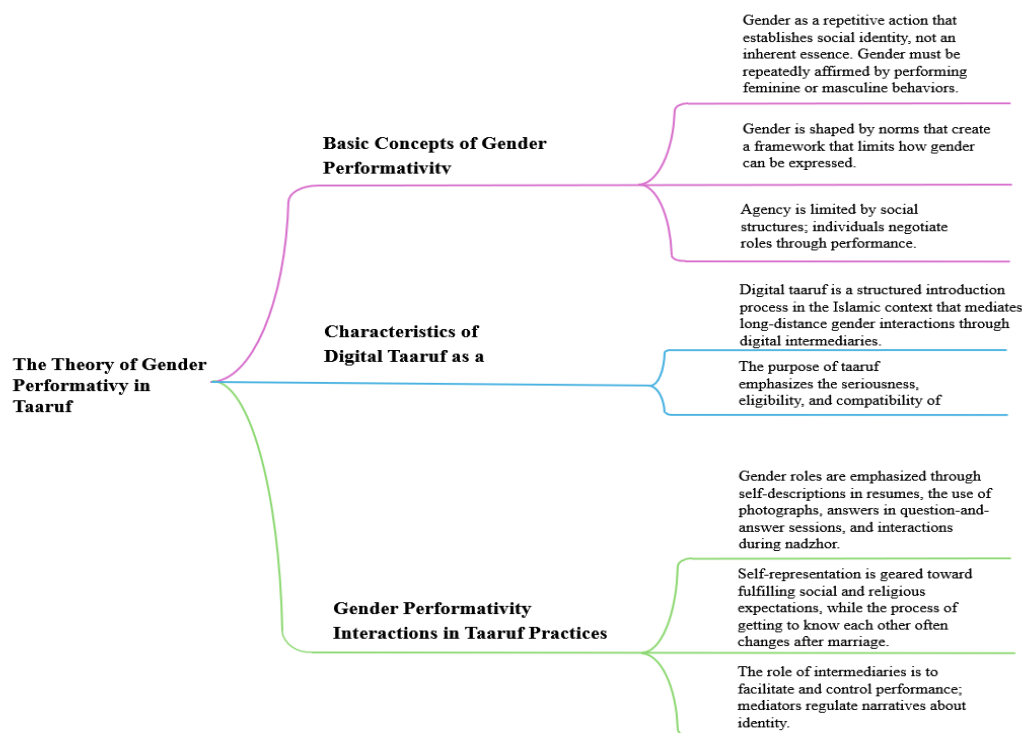 The Theory of Gender
Performativy in
Taaruf
Basic Concepts of Gender
Performativity
Gender as a repetitive action that
establishes social identity, not an
inherent essence. Gender must be
repeatedly affirmed by performing
feminine or masculine behaviors.
Gender is shaped by norms that create
a framework that limits how gender
can be expressed.
Agency is limited by social
structures; individuals negotiate
roles through performance.
Characteristics of
Digital Taaruf as a
Digital taaruf is a structured introduction
process in the Islamic context that mediates
long-distance gender interactions through
digital intermediaries.
The purpose of taaruf
emphasizes the seriousness,
eligibility, and compatibility of
Gender Performativity
Interactions in Taaruf Practices
Gender roles are emphasized through
self-descriptions in resumes, the use of
photographs, answers in question-and-
answer sessions, and interactions
during nadzhor.
Self-representation is geared toward
fulfilling social and religious
expectations, while the process of
getting to know each other often
changes after marriage.
The role of intermediaries is to
facilitate and control performance;
mediators regulate narratives about
identity.